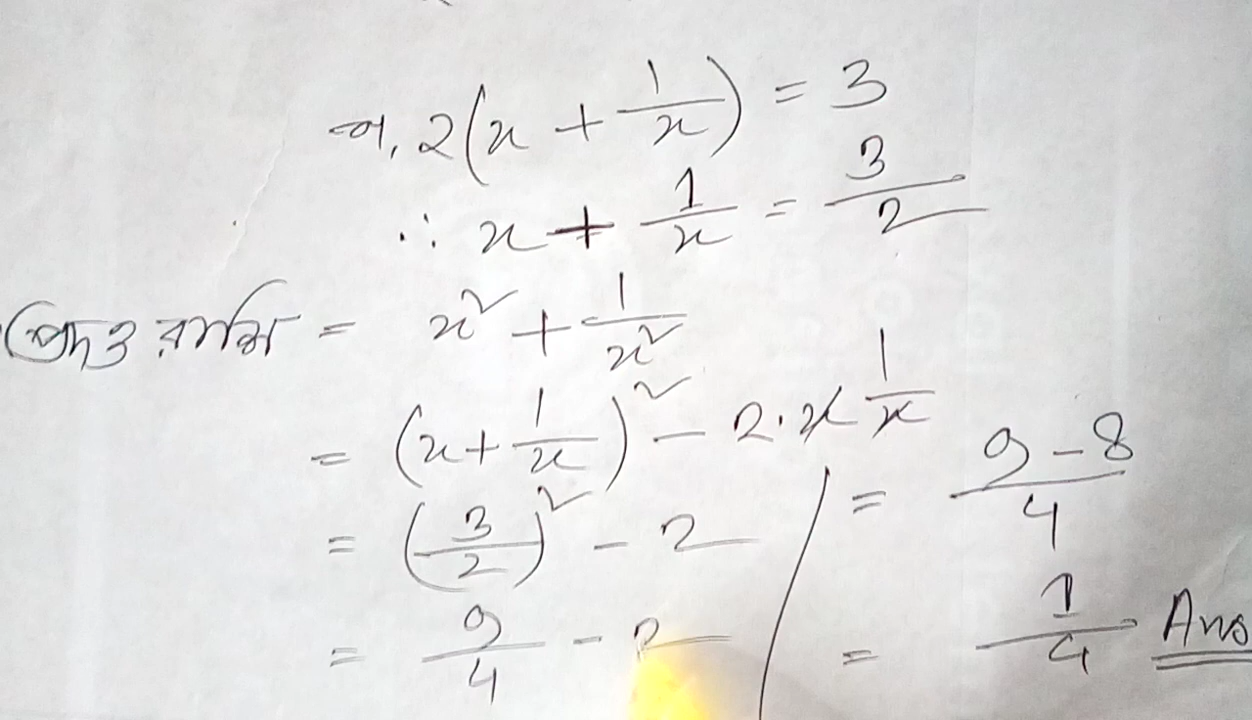 বা, 2(x + 1/x) = 3
∴ x + 1/x = 3/2
প্রদত্ত রাশি = x² + 1/x²
= (x + 1/x)² - 2.x 1/x
= (3/2)² - 2
= 9/4 - 2
= (9 - 8)/4
= 1/4 Ans